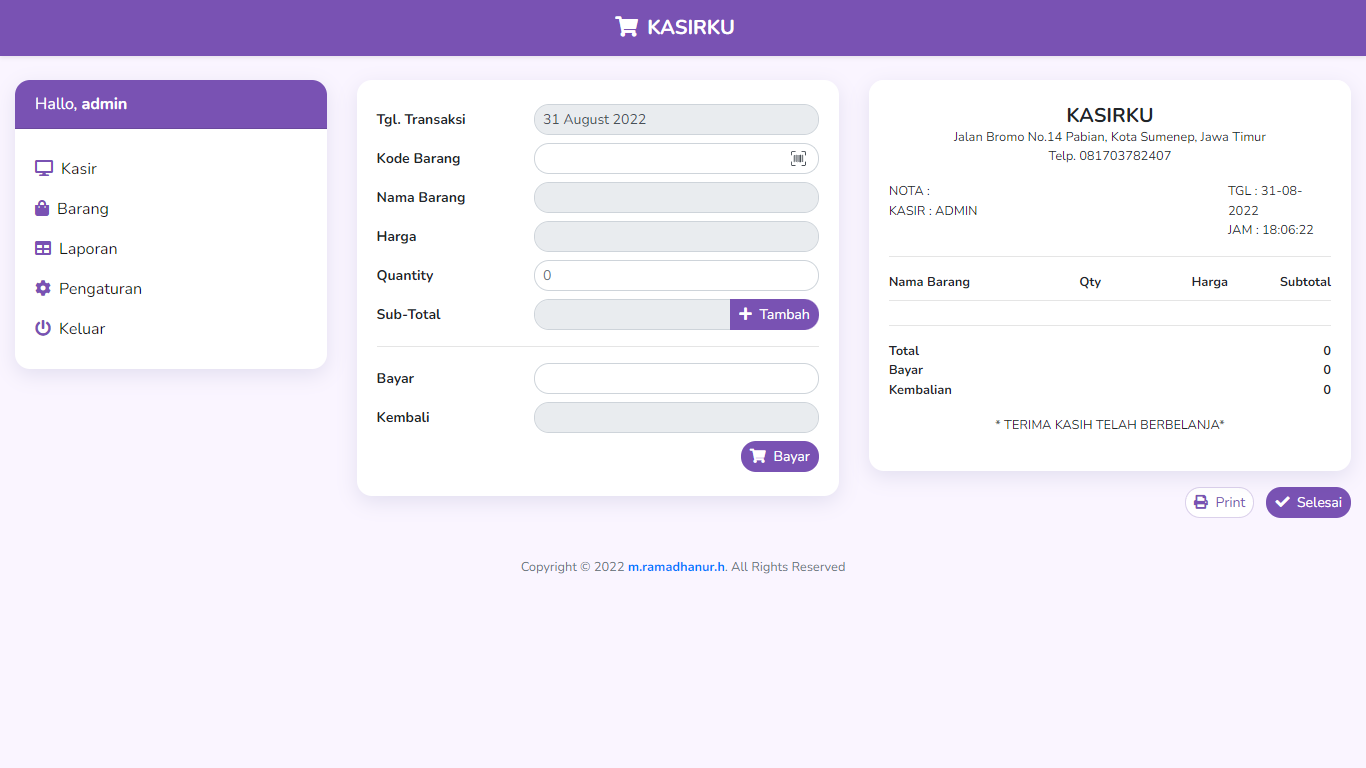 KASIRKU
Hallo, admin
Kasir
Barang
Laporan
Pengaturan
Keluar
Tgl. Transaksi 31 August 2022
Kode Barang
Nama Barang
Harga
Quantity 0
Sub-Total Tambah
Bayar
Kembali
Bayar
KASIRKU
Jalan Bromo No.14 Pabian, Kota Sumenep, Jawa Timur
Telp. 081703782407
NOTA :
KASIR : ADMIN
TGL : 31-08-
2022
JAM : 18:06:22
Nama Barang Qty Harga Subtotal
Total 0
Bayar 0
Kembalian 0
* TERIMA KASIH TELAH BERBELANJA*
Print Selesai
Copyright © 2022 m.ramadhanur.h. All Rights Reserved